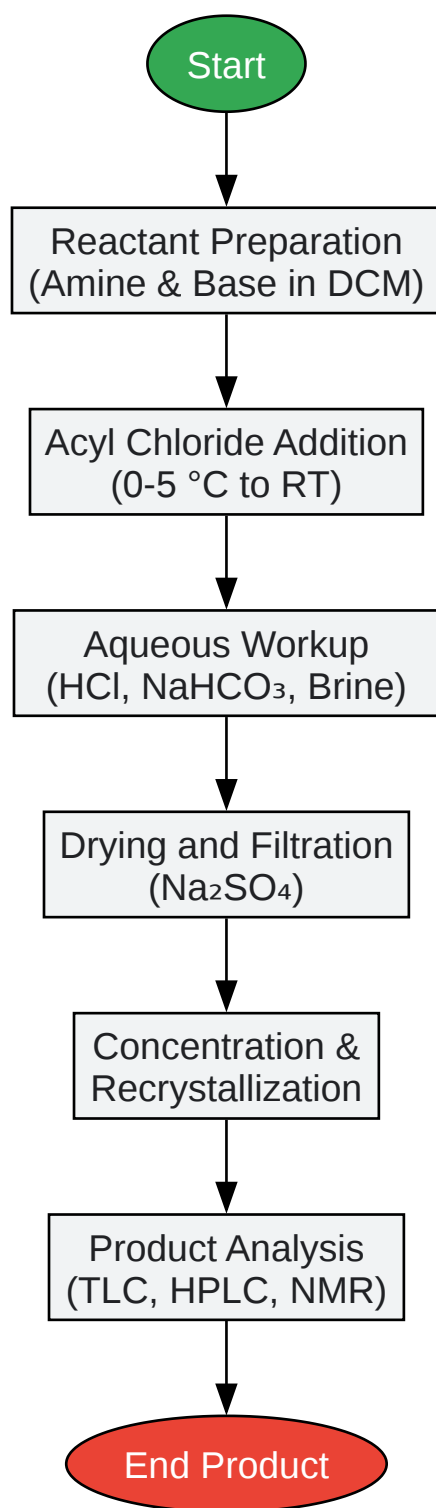 Start
Reactant Preparation
(Amine & Base in DCM)
Acyl Chloride Addition
(0-5 °C to RT)
Aqueous Workup
(HCl, NaHCO₃, Brine)
Drying and Filtration
(Na₂SO₄)
Concentration &
Recrystallization
Product Analysis
(TLC, HPLC, NMR)
End Product